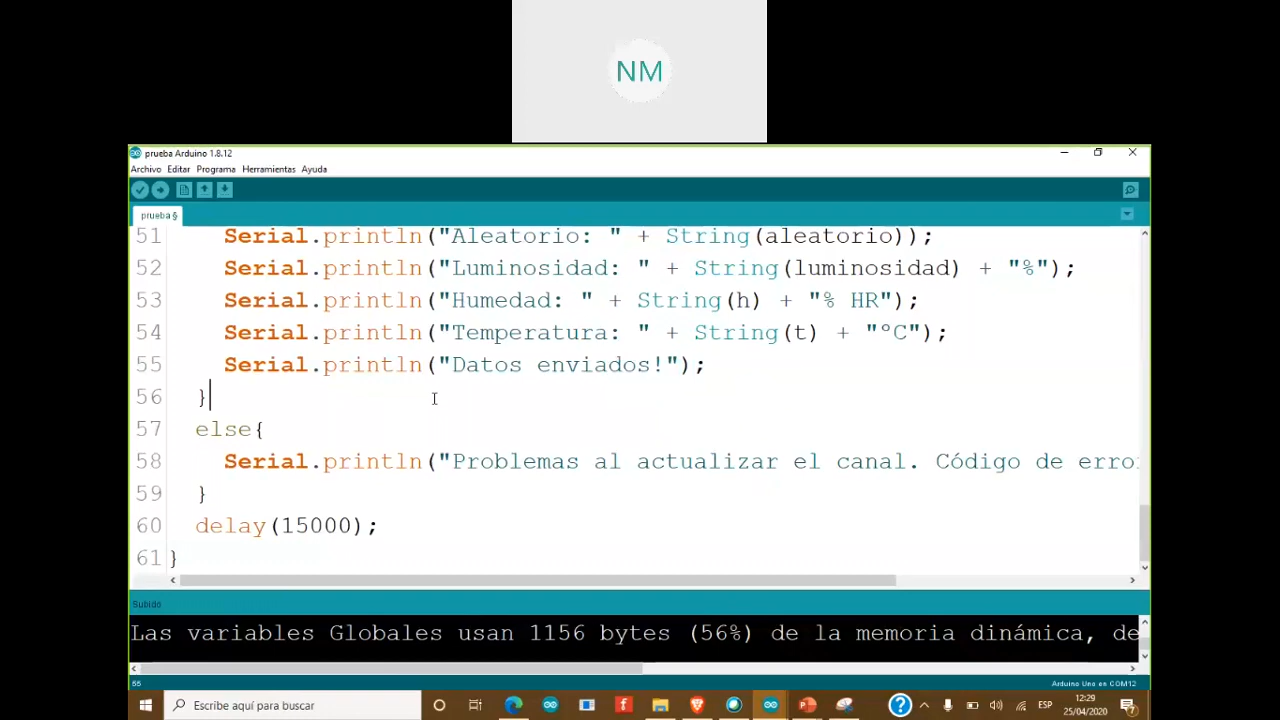 NM
prueba Arduino 1.8.12
Archivo Editar Programa Herramientas Ayuda
prueba §
51 Serial.println("Aleatorio: " + String(aleatorio));
52 Serial.println("Luminosidad: " + String(luminosidad) + "%");
53 Serial.println("Humedad: " + String(h) + "% HR");
54 Serial.println("Temperatura: " + String(t) + "ºC");
55 Serial.println("Datos enviados!");
56 }
57 else{
58 Serial.println("Problemas al actualizar el canal. Código de error
59 }
60 delay(15000);
61 }
Subido
Las variables Globales usan 1156 bytes (56%) de la memoria dinámica, de
55 Arduino Uno en COM12
Escribe aquí para buscar
ESP
12:29
25/04/2020
7